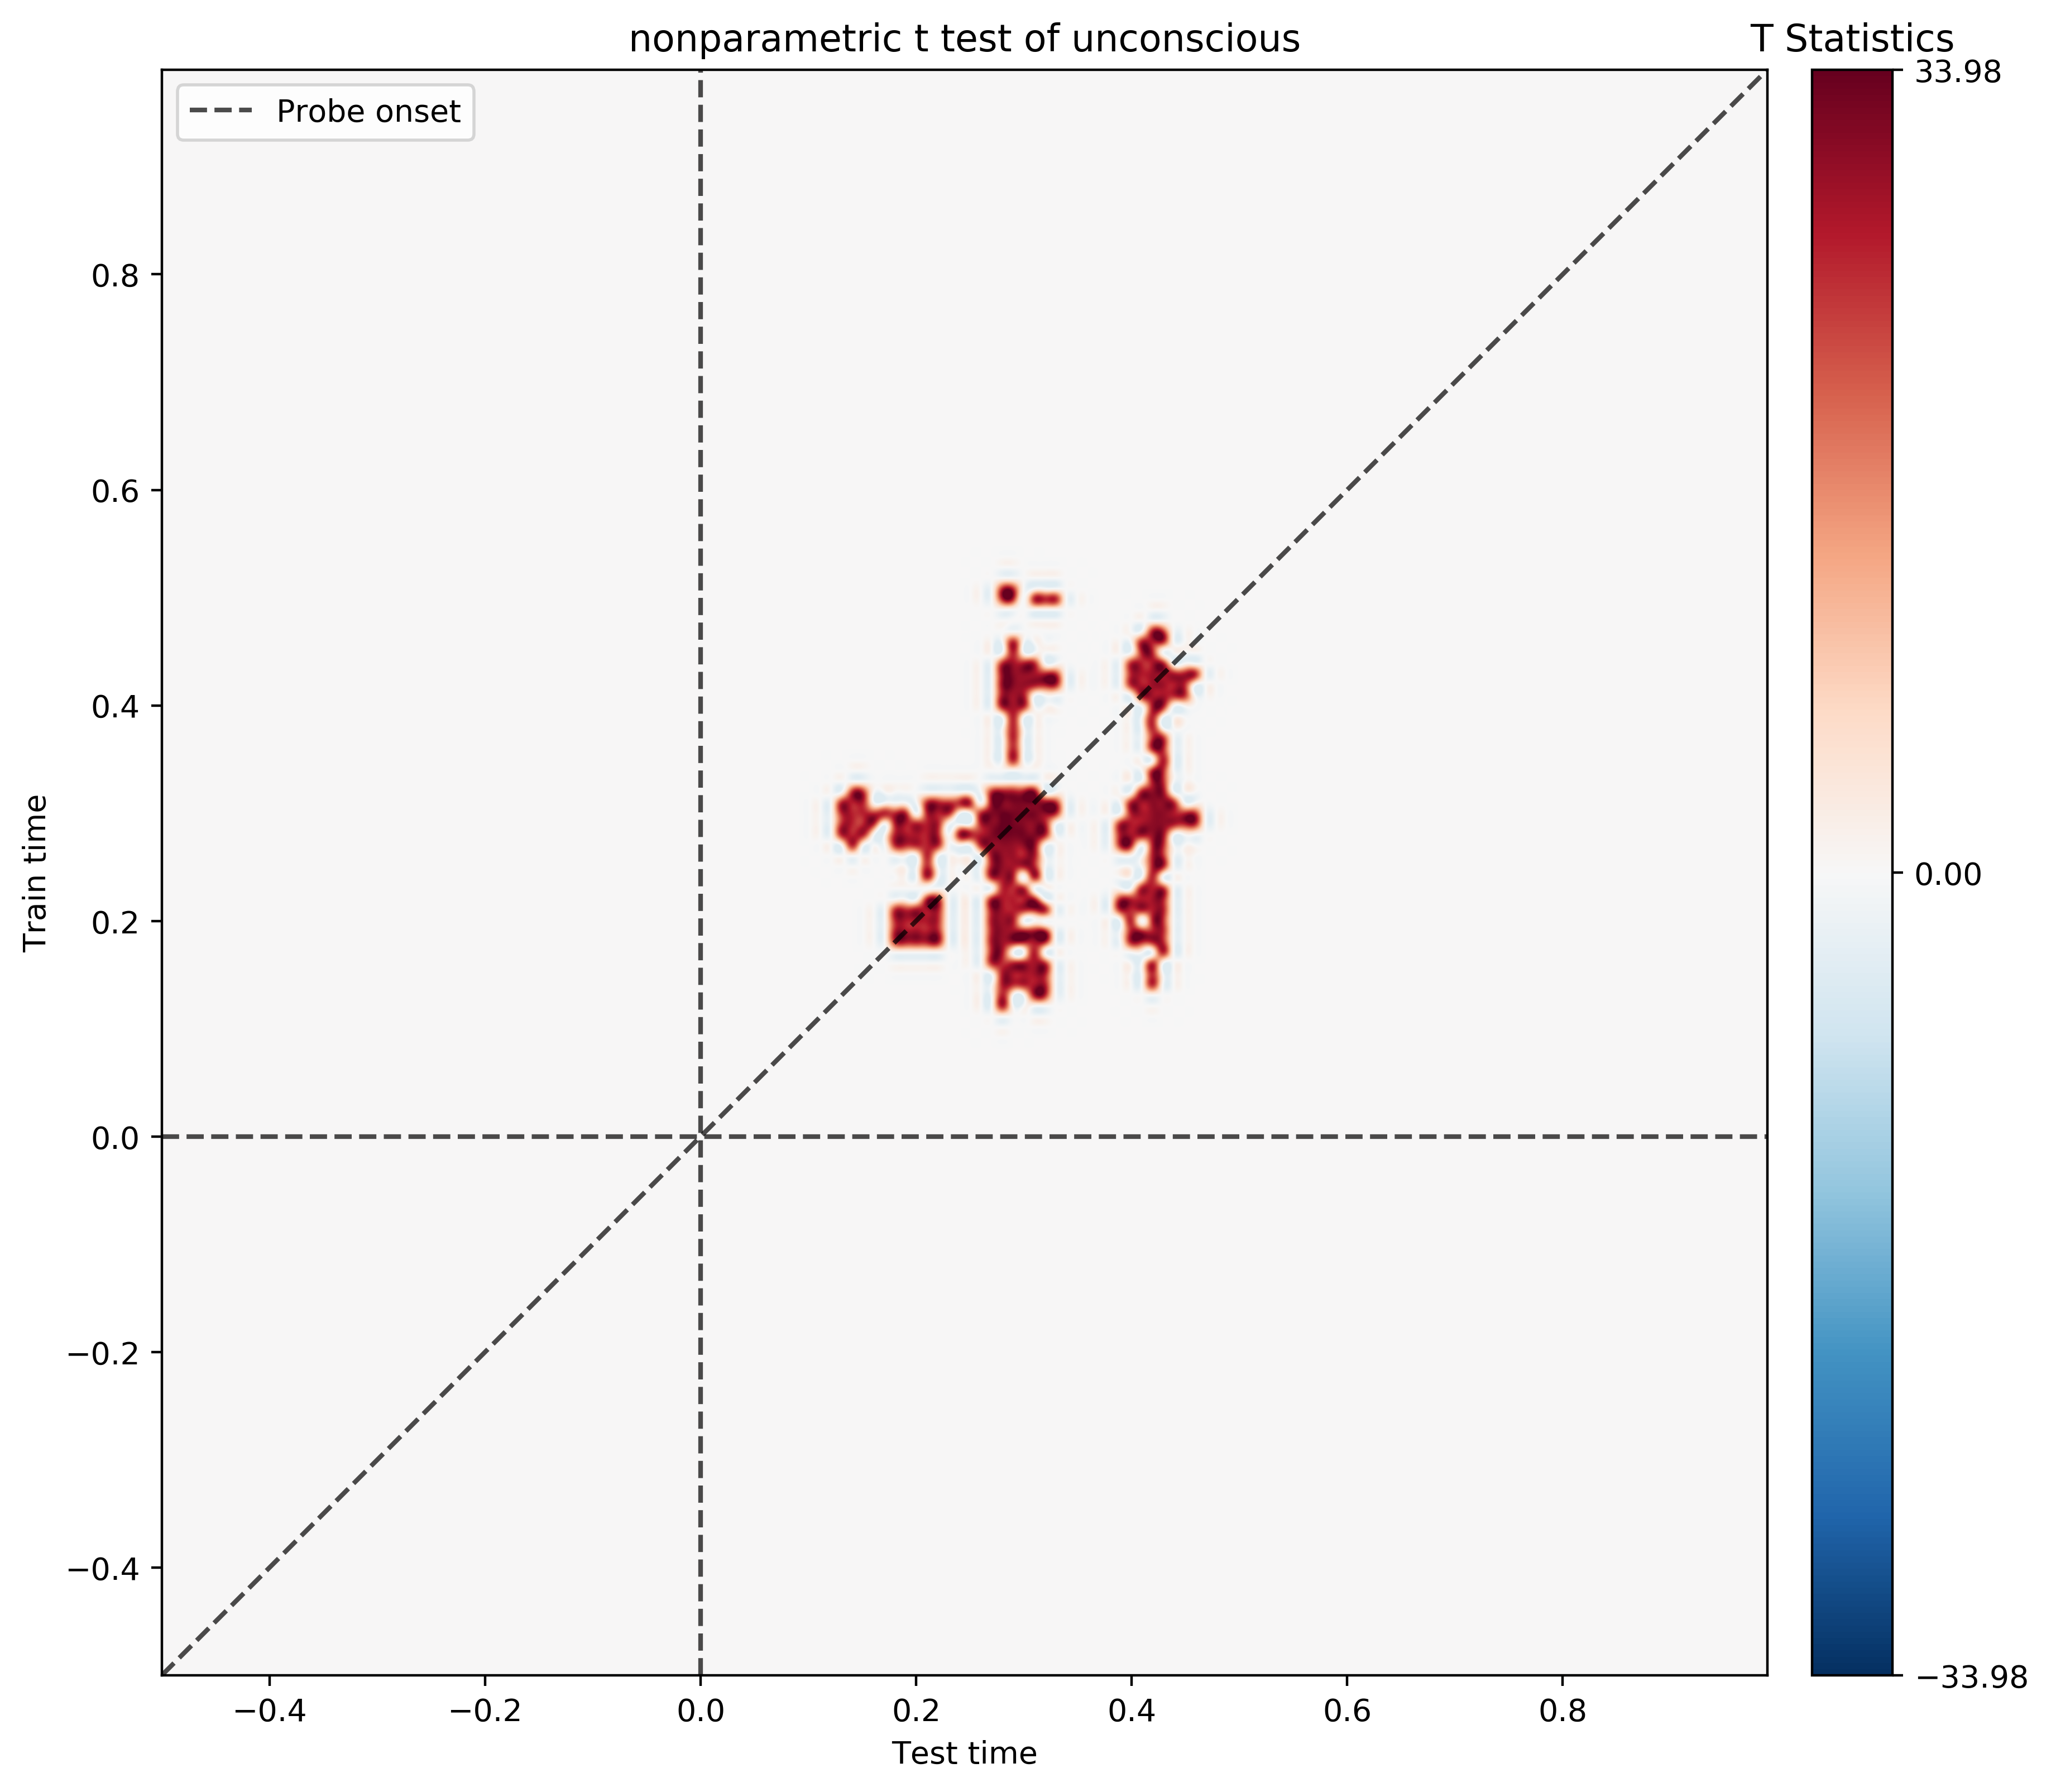 nonparametric t test of unconscious
T Statistics
Probe onset
33.98
0.00
−33.98
Train time
0.8
0.6
0.4
0.2
0.0
−0.2
−0.4
−0.4 −0.2 0.0 0.2 0.4 0.6 0.8
Test time